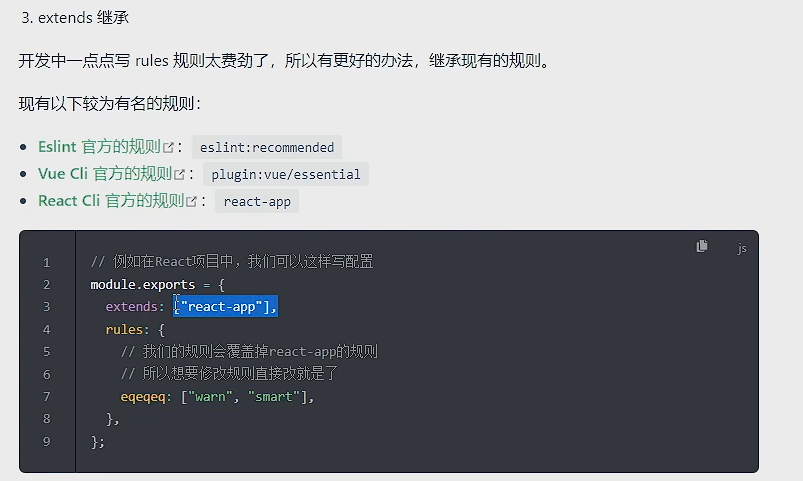 3. extends 继承
开发中一点点写 rules 规则太费劲了，所以有更好的办法，继承现有的规则。
现有以下较为有名的规则：
Eslint 官方的规则： eslint:recommended
Vue Cli 官方的规则： plugin:vue/essential
React Cli 官方的规则： react-app
js
1 // 例如在React项目中，我们可以这样写配置
2 module.exports = {
3   extends: ["react-app"],
4   rules: {
5     // 我们的规则会覆盖掉react-app的规则
6     // 所以想要修改规则直接改就是了
7     eqeqeq: ["warn", "smart"],
8   },
9 };